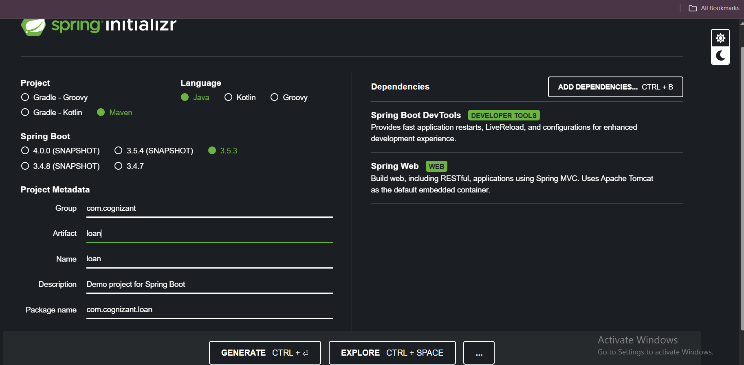 All Bookmarks
spring initializr
Project
Gradle - Groovy
Gradle - Kotlin Maven
Language
Java Kotlin Groovy
Spring Boot
4.0.0 (SNAPSHOT) 3.5.4 (SNAPSHOT) 3.5.3
3.4.8 (SNAPSHOT) 3.4.7
Project Metadata
Group com.cognizant
Artifact loan
Name loan
Description Demo project for Spring Boot
Package name com.cognizant.loan
Dependencies ADD DEPENDENCIES... CTRL + B
Spring Boot DevTools DEVELOPER TOOLS
Provides fast application restarts, LiveReload, and configurations for enhanced
development experience.
Spring Web WEB
Build web, including RESTful, applications using Spring MVC. Uses Apache Tomcat
as the default embedded container.
GENERATE CTRL + ⏎ EXPLORE CTRL + SPACE ...
Activate Windows
Go to Settings to activate Windows.